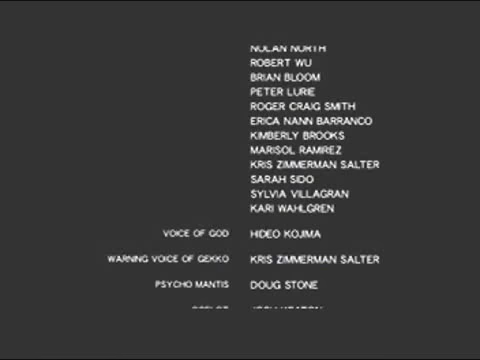 NOLAN NORTH
ROBERT WU
BRIAN BLOOM
PETER LURIE
ROGER CRAIG SMITH
ERICA NANN BARRANCO
KIMBERLY BROOKS
MARISOL RAMIREZ
KRIS ZIMMERMAN SALTER
SARAH SIDO
SYLVIA VILLAGRAN
KARI WAHLGREN
VOICE OF GOD HIDEO KOJIMA
WARNING VOICE OF GEKKO KRIS ZIMMERMAN SALTER
PSYCHO MANTIS DOUG STONE